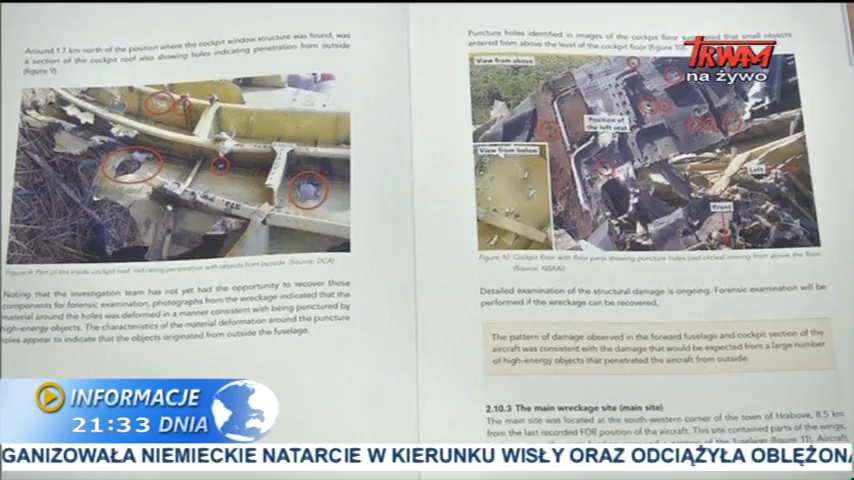 Around 1.7 km north of the position where the cockpit window structure was found, was
a section of the cockpit roof also showing holes indicating penetration from outside
(figure 9).
Figure 9: Part of the inside cockpit roof, indicating penetration with objects from outside. (Source: DCA)
Noting that the investigation team has not yet had the opportunity to recover these
components for forensic examination, photographs from the wreckage indicated that the
material around the holes was deformed in a manner consistent with being punctured by
high-energy objects. The characteristics of the material deformation around the puncture
holes appear to indicate that the objects originated from outside the fuselage.
Puncture holes identified in images of the cockpit floor suggested that small objects
entered from above the level of the cockpit floor (figure 10)
TRWAM
na żywo
View from above
Position of
the left seat
View from below
Left
Front
Figure 10: Cockpit floor with floor parts showing puncture holes (red circles) coming from above the floor.
(Source: NBAAI)
Detailed examination of the structural damage is ongoing. Forensic examination will be
performed if the wreckage can be recovered.
The pattern of damage observed in the forward fuselage and cockpit section of the
aircraft was consistent with the damage that would be expected from a large number
of high-energy objects that penetrated the aircraft from outside.
2.10.3 The main wreckage site (main site)
The main site was located at the south-western corner of the town of Hrabove, 8.5 km
from the last recorded FDR position of the aircraft. This site contained parts of the wings,
of the fuselage (figure 11). Aircraft
INFORMACJE
21:33 DNIA
GANIZOWAŁA NIEMIECKIE NATARCIE W KIERUNKU WISŁY ORAZ ODCIĄŻYŁA OBLĘŻONA